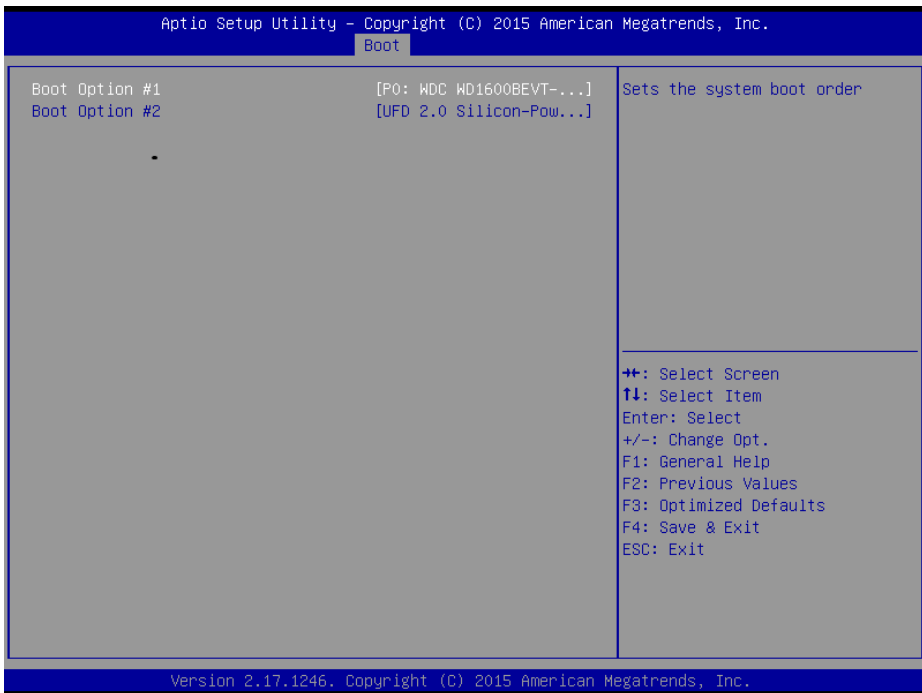 Aptio Setup Utility – Copyright (C) 2015 American Megatrends, Inc.
Boot
Boot Option #1 [P0: WDC WD1600BEVT-...]
Boot Option #2 [UFD 2.0 Silicon-Pow...]
Sets the system boot order
→←: Select Screen
↑↓: Select Item
Enter: Select
+/-: Change Opt.
F1: General Help
F2: Previous Values
F3: Optimized Defaults
F4: Save & Exit
ESC: Exit
Version 2.17.1246. Copyright (C) 2015 American Megatrends, Inc.